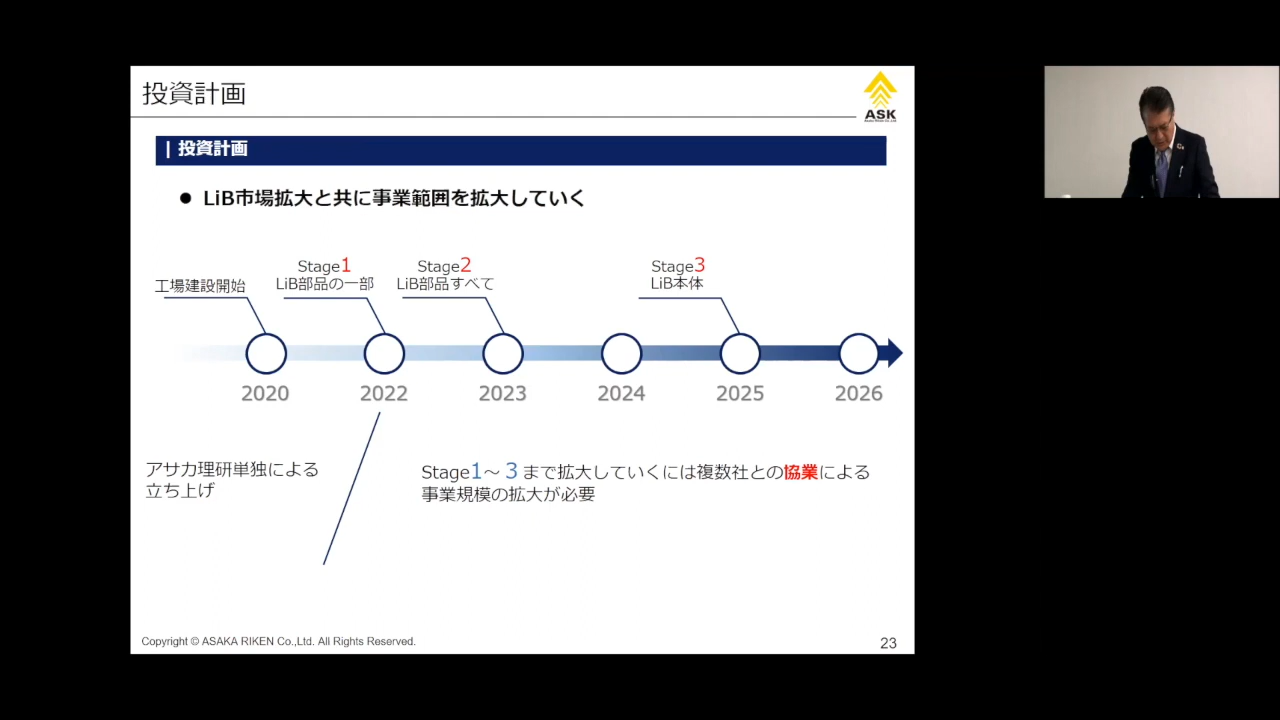 投資計画
ASK
| 投資計画
● LiB市場拡大と共に事業範囲を拡大していく
工場建設開始
Stage1
LiB部品の一部
Stage2
LiB部品すべて
Stage3
LiB本体
2020
2022
2023
2024
2025
2026
アサカ理研単独による
立ち上げ
Stage1～３まで拡大していくには複数社との協業による
事業規模の拡大が必要
Copyright © ASAKA RIKEN Co.,Ltd. All Rights Reserved.
23